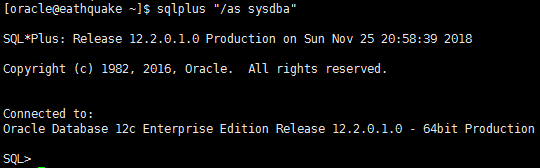 [oracle@eathquake ~]$ sqlplus "/as sysdba"
SQL*Plus: Release 12.2.0.1.0 Production on Sun Nov 25 20:58:39 2018
Copyright (c) 1982, 2016, Oracle.  All rights reserved.
Connected to:
Oracle Database 12c Enterprise Edition Release 12.2.0.1.0 - 64bit Production
SQL> _